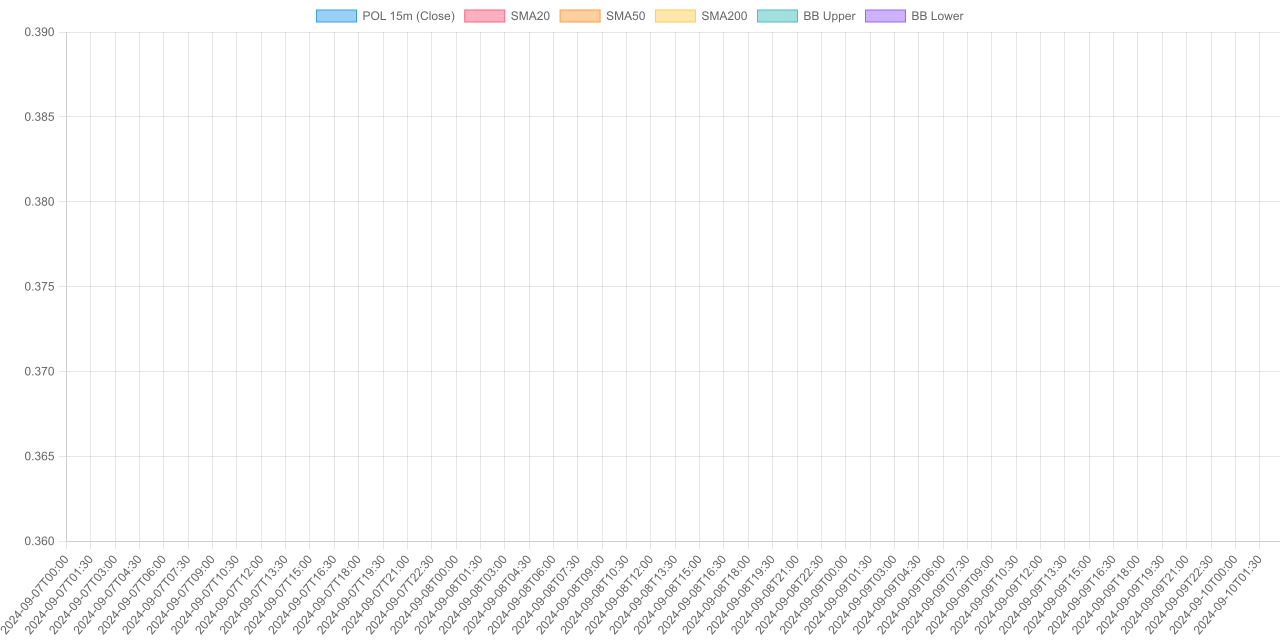 POL 15m (Close) SMA20 SMA50 SMA200 BB Upper BB Lower
0.390
0.385
0.380
0.375
0.370
0.365
0.360
2024-09-07T00:00
2024-09-07T01:30
2024-09-07T03:00
2024-09-07T04:30
2024-09-07T06:00
2024-09-07T07:30
2024-09-07T09:00
2024-09-07T10:30
2024-09-07T12:00
2024-09-07T13:30
2024-09-07T15:00
2024-09-07T16:30
2024-09-07T18:00
2024-09-07T19:30
2024-09-07T21:00
2024-09-07T22:30
2024-09-08T00:00
2024-09-08T01:30
2024-09-08T03:00
2024-09-08T04:30
2024-09-08T06:00
2024-09-08T07:30
2024-09-08T09:00
2024-09-08T10:30
2024-09-08T12:00
2024-09-08T13:30
2024-09-08T15:00
2024-09-08T16:30
2024-09-08T18:00
2024-09-08T19:30
2024-09-08T21:00
2024-09-08T22:30
2024-09-09T00:00
2024-09-09T01:30
2024-09-09T03:00
2024-09-09T04:30
2024-09-09T06:00
2024-09-09T07:30
2024-09-09T09:00
2024-09-09T10:30
2024-09-09T12:00
2024-09-09T13:30
2024-09-09T15:00
2024-09-09T16:30
2024-09-09T18:00
2024-09-09T19:30
2024-09-09T21:00
2024-09-09T22:30
2024-09-10T00:00
2024-09-10T01:30